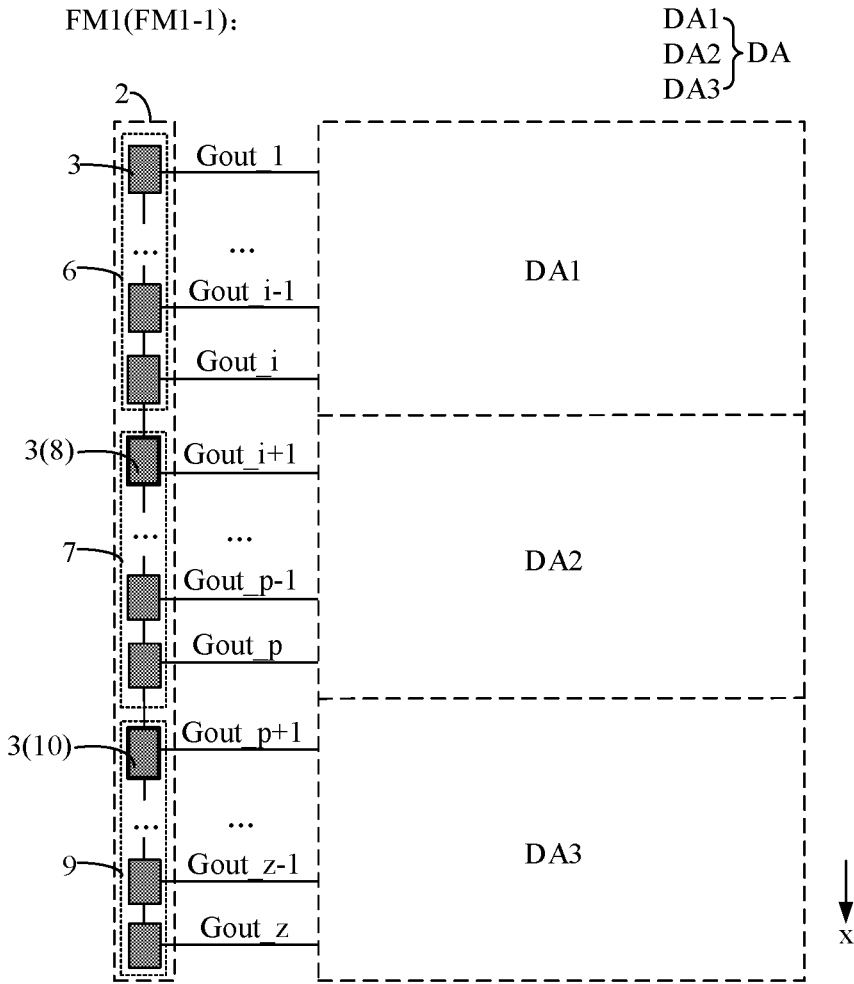 FM1(FM1-1):
DA1
DA2
DA3
DA
2
3
Gout_1
...
...
6
DA1
Gout_i-1
Gout_i
3(8)
Gout_i+1
...
...
7
DA2
Gout_p-1
Gout_p
3(10)
Gout_p+1
...
...
9
DA3
Gout_z-1
Gout_z
x